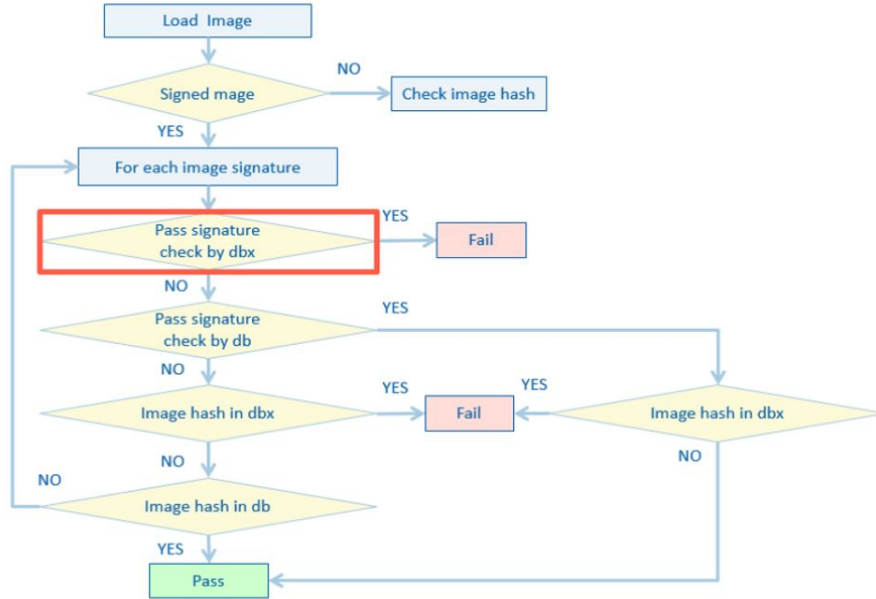 Load Image
NO
Signed mage
Check image hash
YES
For each image signature
YES
Pass signature
check by dbx
Fail
NO
YES
Pass signature
check by db
NO
YES
YES
Image hash in dbx
Fail
Image hash in dbx
NO
NO
NO
Image hash in db
YES
Pass